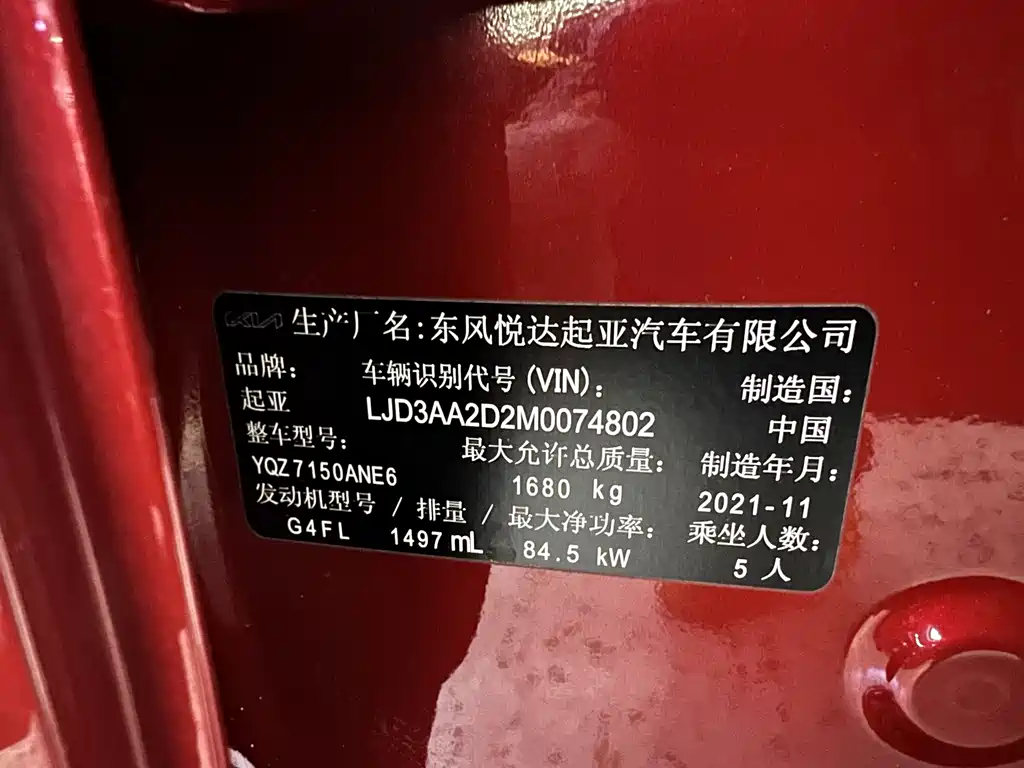 KIA 生产厂名:东风悦达起亚汽车有限公司
品牌: 车辆识别代号(VIN): 制造国:
起亚 LJD3AA2D2M0074802 中国
整车型号: 最大允许总质量: 制造年月:
YQZ7150ANE6 1680 kg 2021-11
发动机型号 / 排量 / 最大净功率: 乘坐人数:
G4FL 1497 mL 84.5 kW 5 人